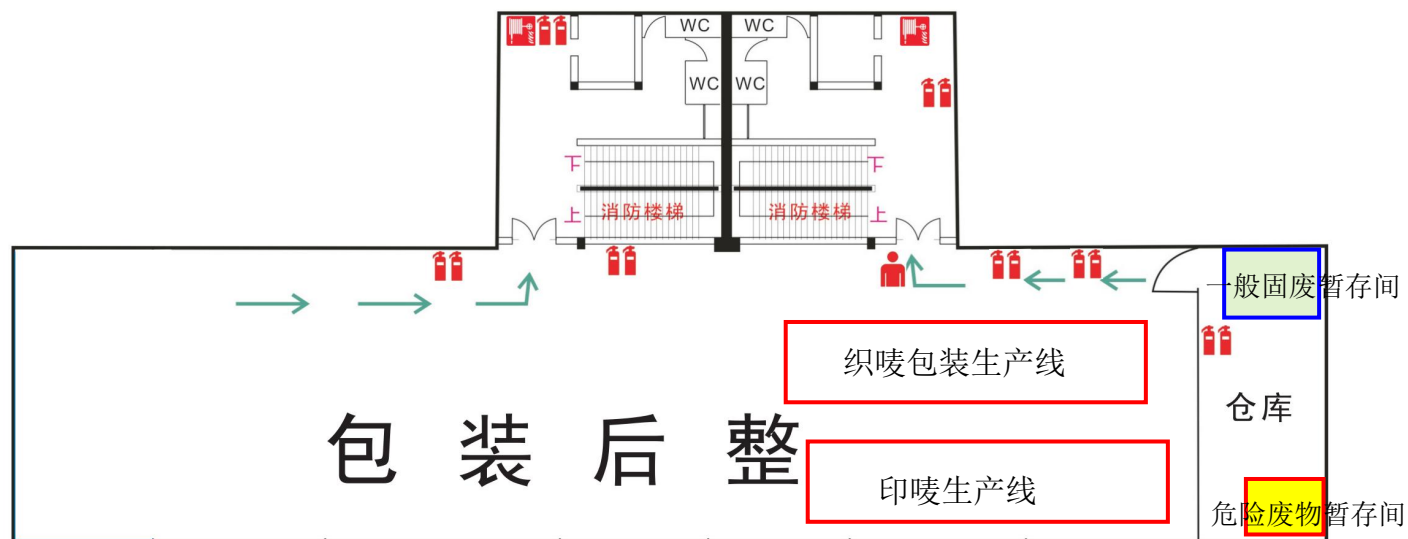 WC WC
WC WC
下 下
上 消防楼梯 消防楼梯 上
一般固废暂存间
织唛包装生产线
仓库
包装后整
印唛生产线
危险废物暂存间